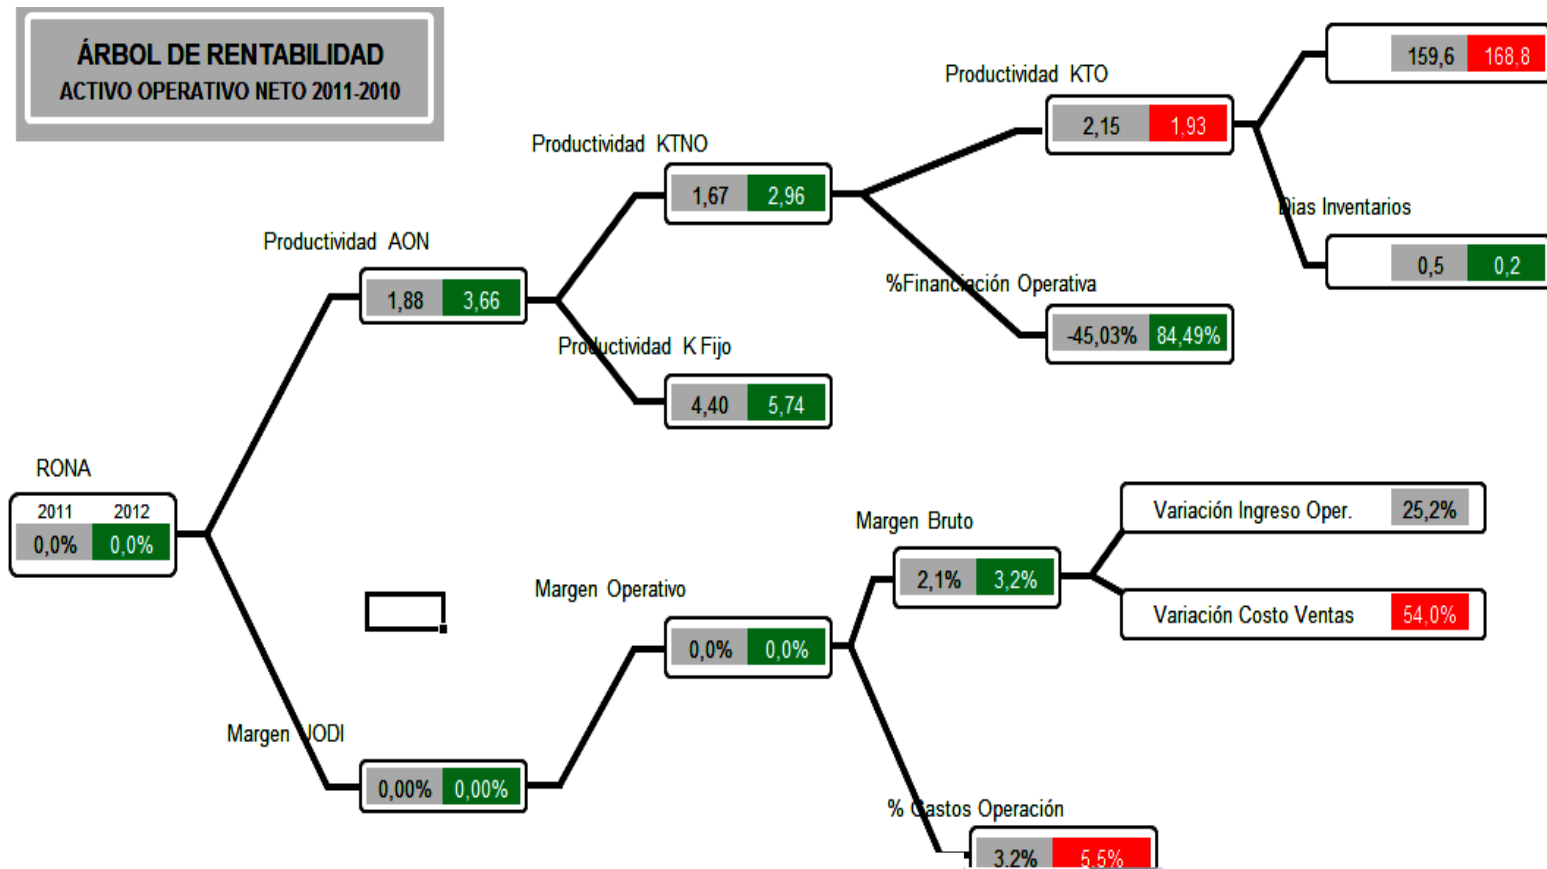 ÁRBOL DE RENTABILIDAD
ACTIVO OPERATIVO NETO 2011-2010
Productividad KTO
159,6 168,8
2,15 1,93
Productividad KTNO
1,67 2,96
Dias Inventarios
0,5 0,2
Productividad AON
1,88 3,66
%Financiación Operativa
-45,03% 84,49%
Productividad K Fijo
4,40 5,74
RONA
2011 2012
0,0% 0,0%
Margen Bruto
2,1% 3,2%
Variación Ingreso Oper. 25,2%
Variación Costo Ventas 54,0%
Margen Operativo
0,0% 0,0%
Margen UODI
0,00% 0,00%
% Gastos Operación
3,2% 5,5%